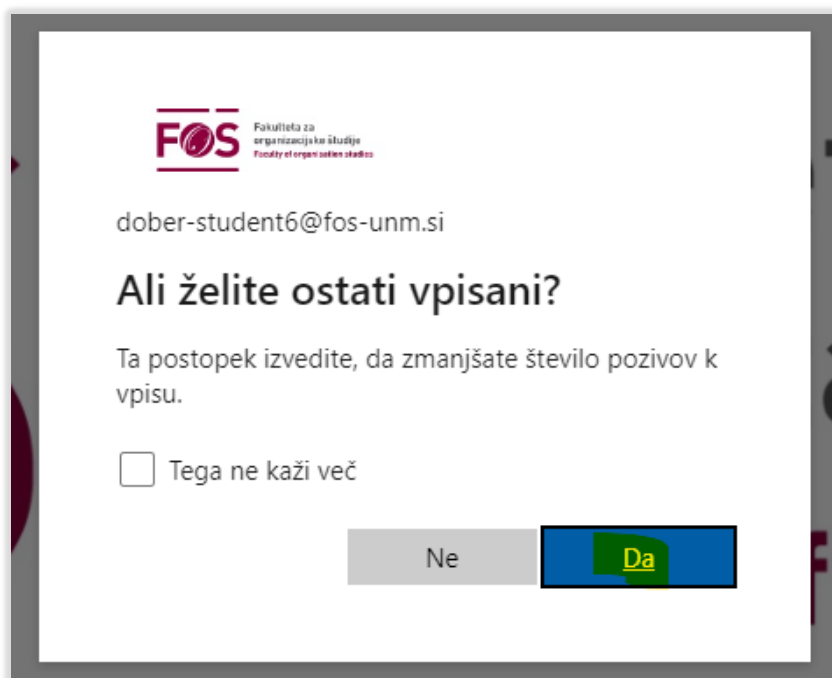 FOŠ
Fakulteta za
organizacijske študije
Faculty of organisation studies
dober-student6@fos-unm.si
Ali želite ostati vpisani?
Ta postopek izvedite, da zmanjšate število pozivov k
vpisu.
Tega ne kaži več
Ne
Da